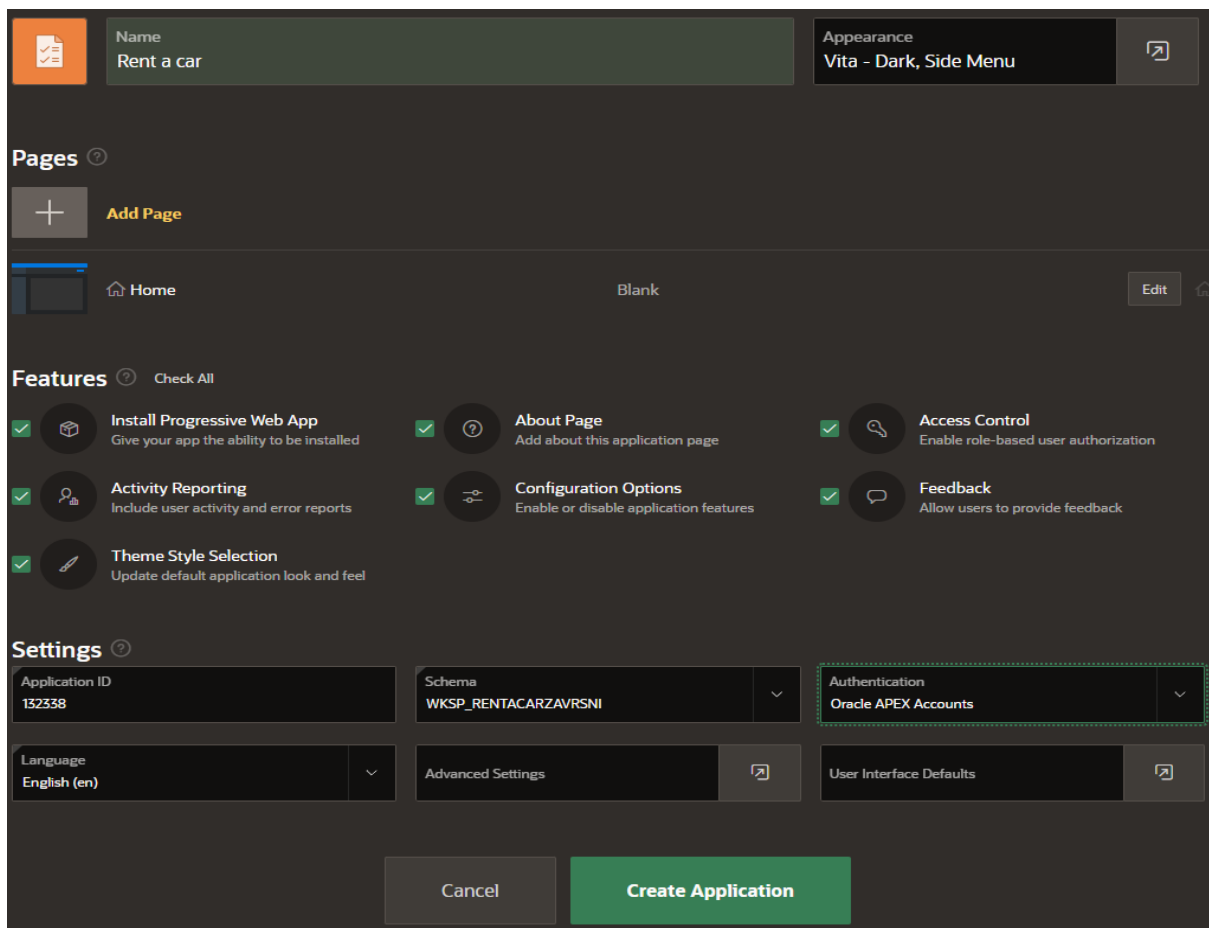 Name
Rent a car
Appearance
Vita - Dark, Side Menu
Pages
Add Page
Home
Blank
Edit
Features
Check All
Install Progressive Web App
Give your app the ability to be installed
About Page
Add about this application page
Access Control
Enable role-based user authorization
Activity Reporting
Include user activity and error reports
Configuration Options
Enable or disable application features
Feedback
Allow users to provide feedback
Theme Style Selection
Update default application look and feel
Settings
Application ID
132338
Schema
WKSP_RENTACARZAVRSNI
Authentication
Oracle APEX Accounts
Language
English (en)
Advanced Settings
User Interface Defaults
Cancel
Create Application